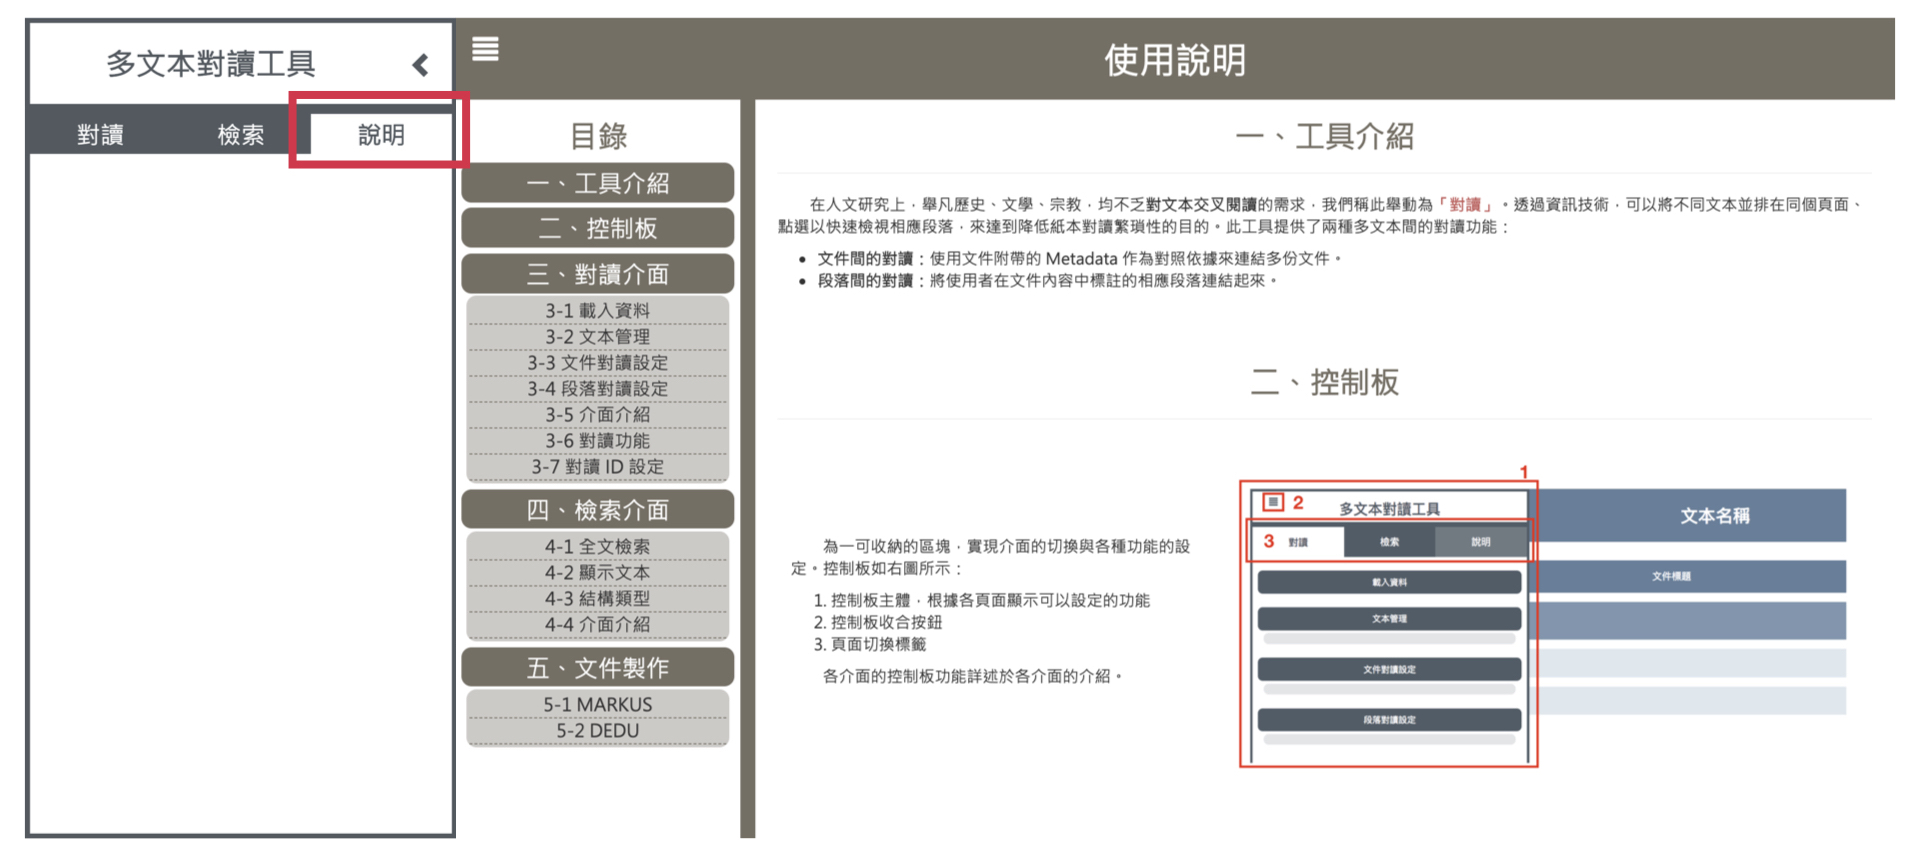 多文本對讀工具
對讀
檢索
說明
使用說明
目錄
一、工具介紹
二、控制板
三、對讀介面
3-1 載入資料
3-2 文本管理
3-3 文件對讀設定
3-4 段落對讀設定
3-5 介面介紹
3-6 對讀功能
3-7 對讀 ID 設定
四、檢索介面
4-1 全文檢索
4-2 顯示文本
4-3 結構類型
4-4 介面介紹
五、文件製作
5-1 MARKUS
5-2 DEDU
一、工具介紹
在人文研究上，舉凡歷史、文學、宗教，均不乏對文本交叉閱讀的需求，我們稱此舉動為「對讀」。透過資訊技術，可以將不同文本並排在同個頁面、
點選以快速檢視相應段落，來達到降低紙本對讀繁瑣性的目的。此工具提供了兩種多文本間的對讀功能：
• 文件間的對讀：使用文件附帶的 Metadata 作為對照依據來連結多份文件。
• 段落間的對讀：將使用者在文件內容中標註的相應段落連結起來。
二、控制板
為一可收納的區塊，實現介面的切換與各種功能的設
定。控制板如右圖所示：
1. 控制板主體，根據各頁面顯示可以設定的功能
2. 控制板收合按鈕
3. 頁面切換標籤
各介面的控制板功能詳述於各介面的介紹。
1
2
多文本對讀工具
3
對讀
檢索
說明
載入資料
文本管理
文件對讀設定
段落對讀設定
文本名稱
文件標題